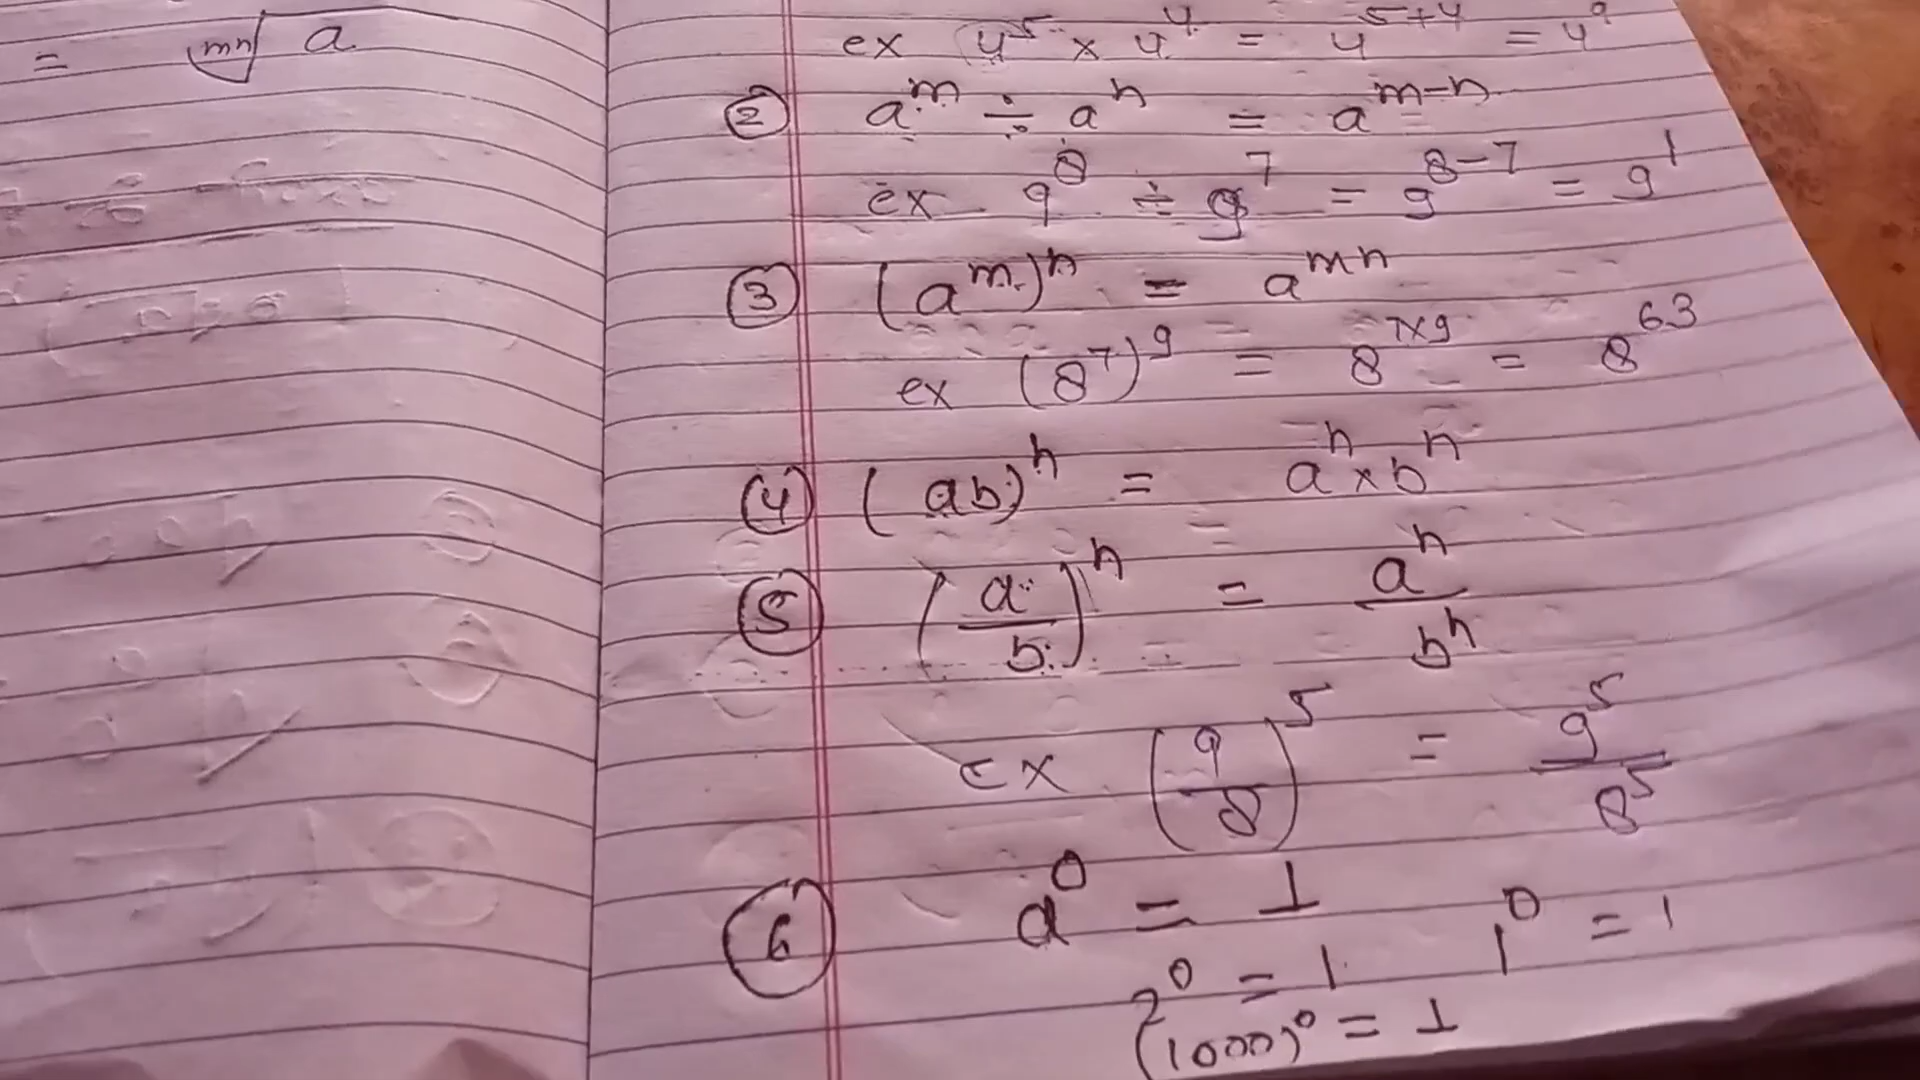 = ᵐⁿ√a
ex 4⁵ × 4⁴ = 4⁵⁺⁴ = 4⁹
② aᵐ ÷ aⁿ = aᵐ⁻ⁿ
ex 9⁸ ÷ 9⁷ = 9⁸⁻⁷ = 9¹
③ (aᵐ)ⁿ = aᵐⁿ
ex (8⁷)⁹ = 8⁷ˣ⁹ = 8⁶³
④ (ab)ⁿ = aⁿ × bⁿ
⑤ (a/b)ⁿ = aⁿ/bⁿ
ex (9/8)⁵ = 9⁵/8⁵
⑥ a⁰ = 1
2⁰ = 1 1⁰ = 1
(1000)⁰ = 1